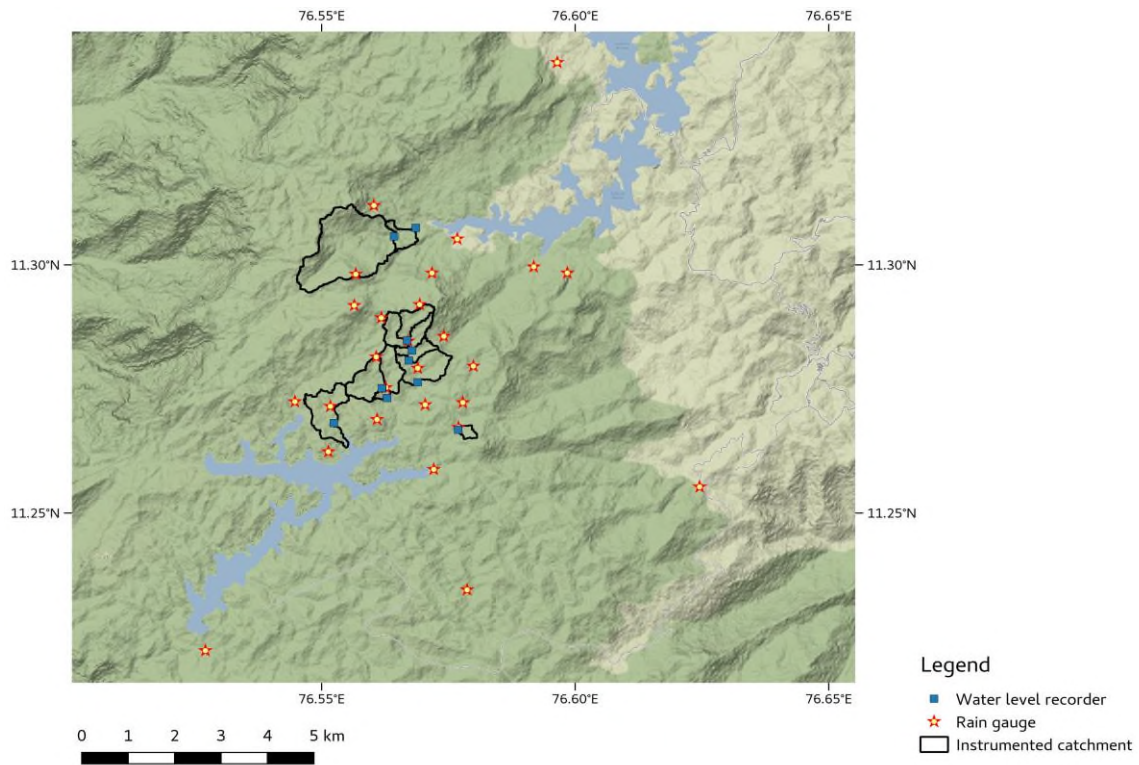 76.55°E 76.60°E 76.65°E
11.30°N 11.30°N
11.25°N 11.25°N
76.55°E 76.60°E 76.65°E
Legend
Water level recorder
Rain gauge
Instrumented catchment
0 1 2 3 4 5 km